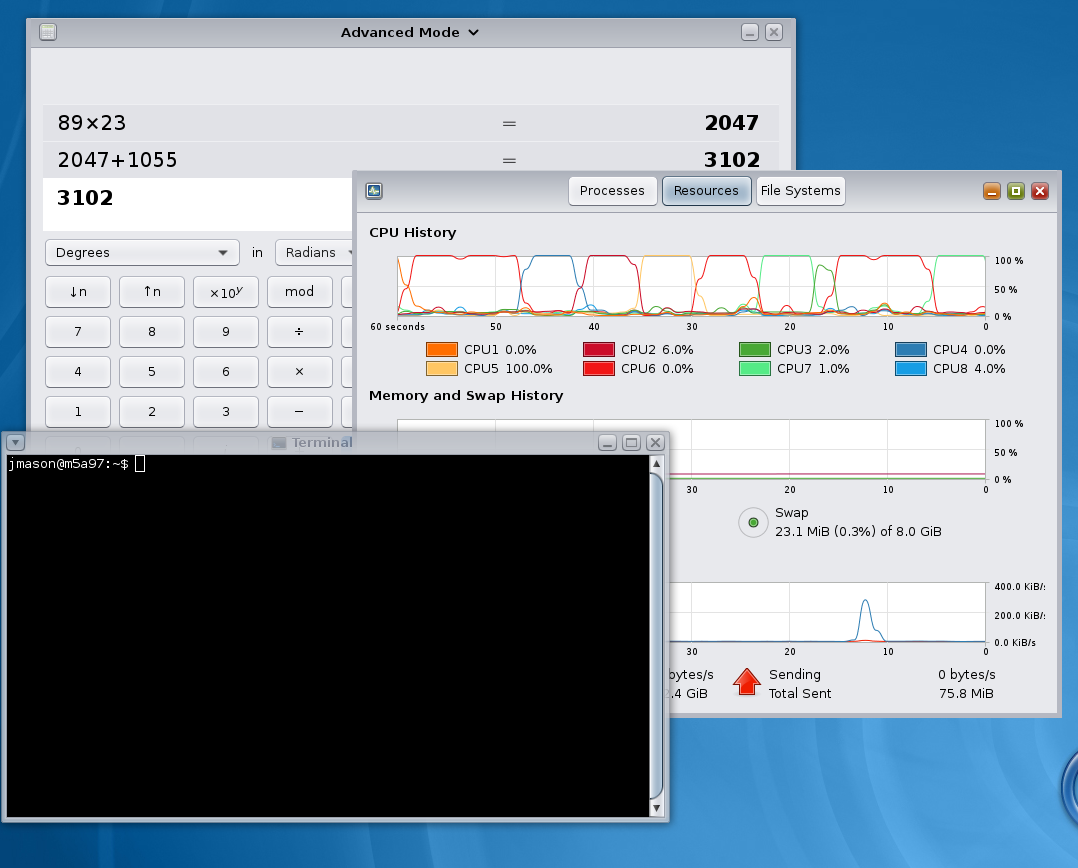 Advanced Mode
89×23 = 2047
2047+1055 = 3102
3102
Degrees in Radians
↓n ↑n ×10ʸ mod
7 8 9 ÷
4 5 6 ×
1 2 3 −
Processes Resources File Systems
CPU History
100 %
50 %
0 %
60 seconds 50 40 30 20 10 0
CPU1 0.0% CPU2 6.0% CPU3 2.0% CPU4 0.0%
CPU5 100.0% CPU6 0.0% CPU7 1.0% CPU8 4.0%
Memory and Swap History
100 %
50 %
0 %
30 20 10 0
Swap
23.1 MiB (0.3%) of 8.0 GiB
400.0 KiB/s
200.0 KiB/s
0.0 KiB/s
30 20 10 0
bytes/s Sending 0 bytes/s
.4 GiB Total Sent 75.8 MiB
Terminal
jmason@m5a97:~$